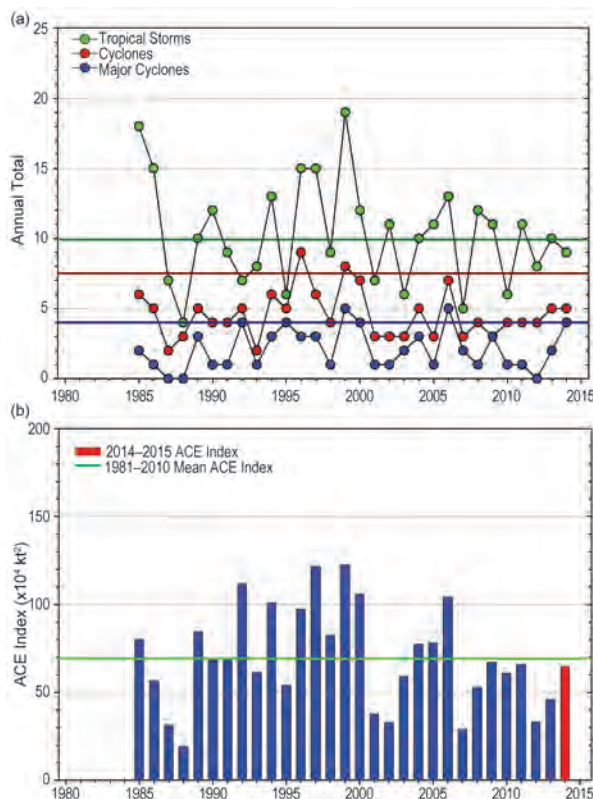 (a)
Tropical Storms
Cyclones
Major Cyclones
25
20
15
10
5
0
Annual Total
1980 1985 1990 1995 2000 2005 2010 2015
(b)
2014–2015 ACE Index
1981–2010 Mean ACE Index
200
150
100
50
0
ACE Index (x10⁴ kt²)
1980 1985 1990 1995 2000 2005 2010 2015